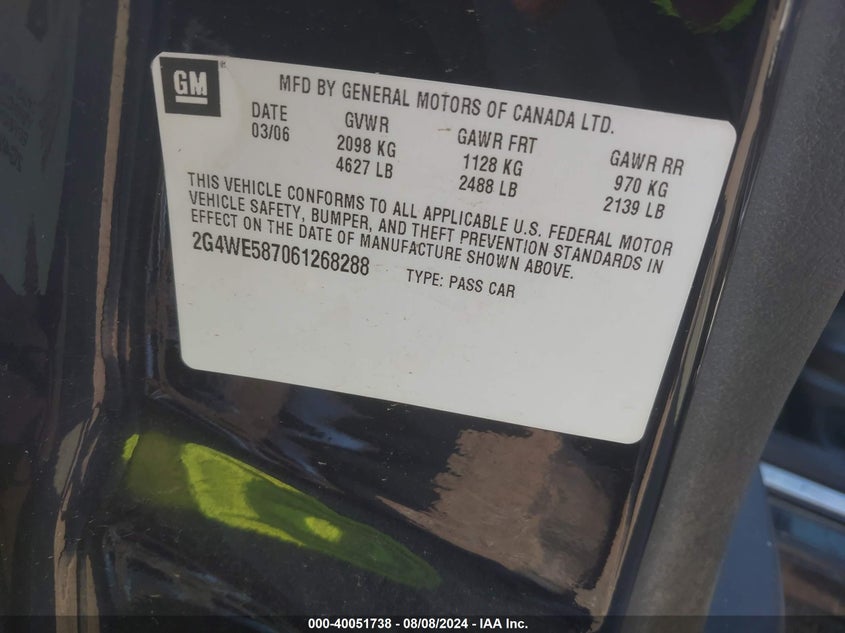 GM
MFD BY GENERAL MOTORS OF CANADA LTD.
DATE GVWR GAWR FRT GAWR RR
03/06 2098 KG 1128 KG 970 KG
4627 LB 2488 LB 2139 LB
THIS VEHICLE CONFORMS TO ALL APPLICABLE U.S. FEDERAL MOTOR
VEHICLE SAFETY, BUMPER, AND THEFT PREVENTION STANDARDS IN
EFFECT ON THE DATE OF MANUFACTURE SHOWN ABOVE.
2G4WE587061268288 TYPE: PASS CAR
000-40051738 - 08/08/2024 - IAA Inc.